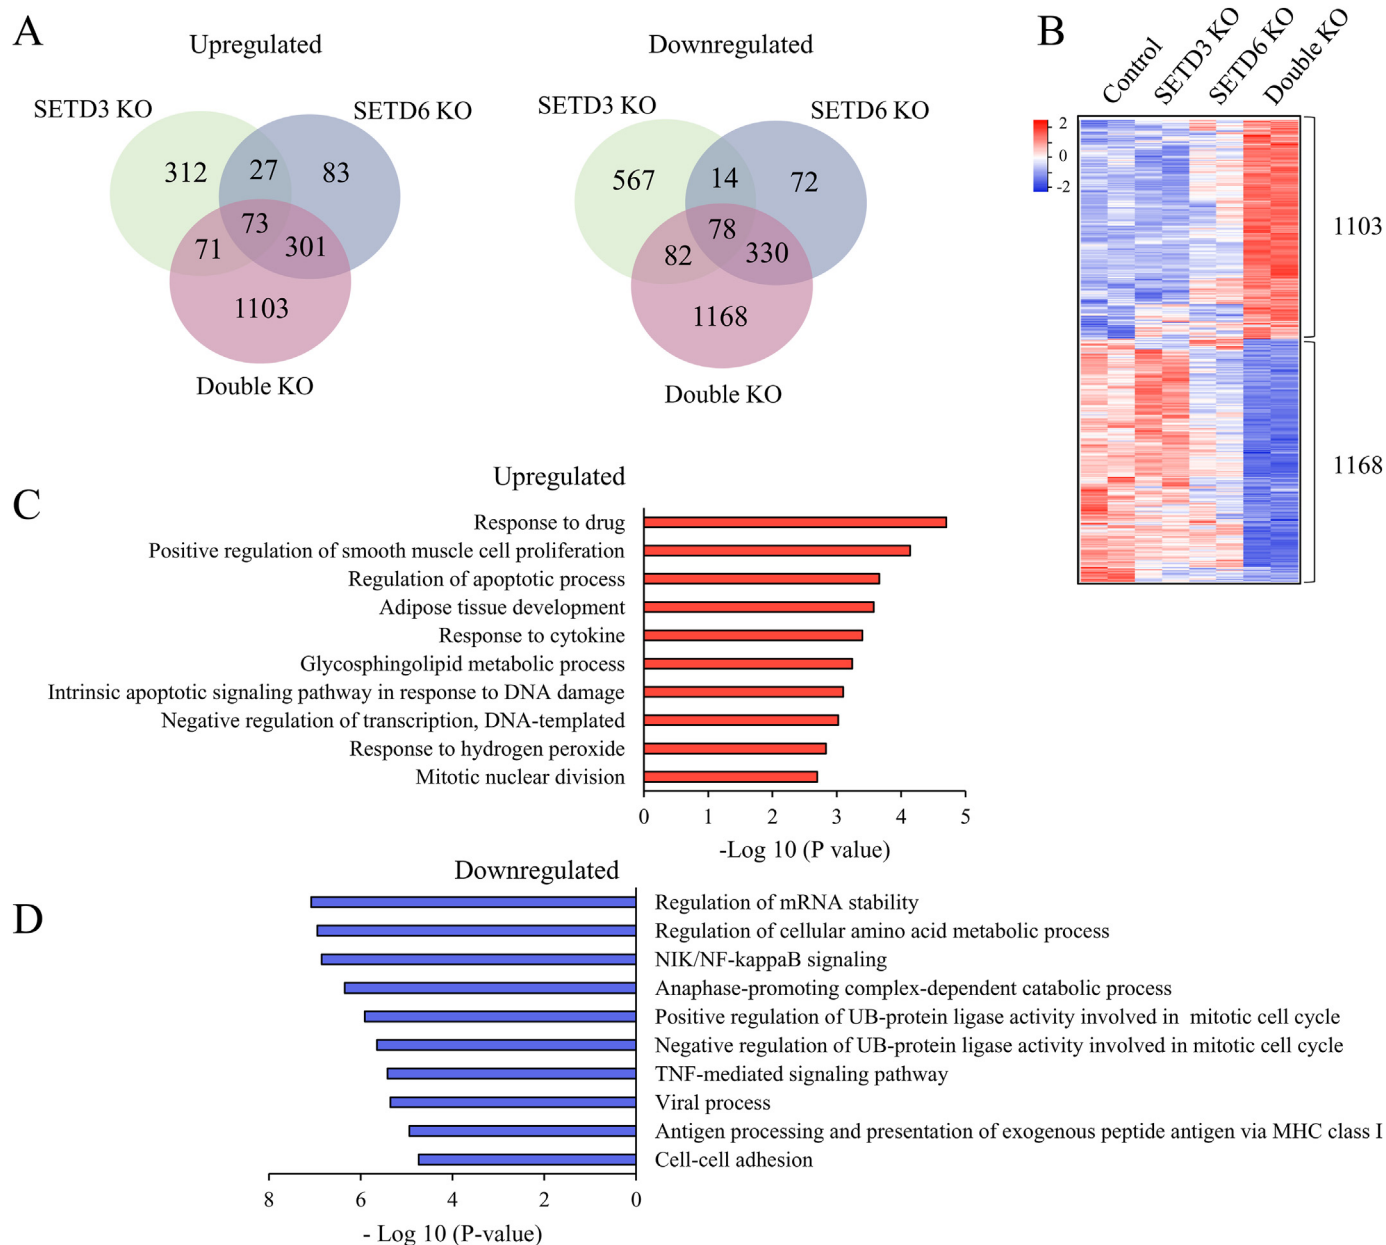 A
Upregulated
SETD3 KO
SETD6 KO
312
27
83
73
71
301
1103
Double KO
Downregulated
SETD3 KO
SETD6 KO
567
14
72
78
82
330
1168
Double KO
B
Control
SETD3 KO
SETD6 KO
Double KO
2
0
-2
1103
1168
C
Upregulated
Response to drug
Positive regulation of smooth muscle cell proliferation
Regulation of apoptotic process
Adipose tissue development
Response to cytokine
Glycosphingolipid metabolic process
Intrinsic apoptotic signaling pathway in response to DNA damage
Negative regulation of transcription, DNA-templated
Response to hydrogen peroxide
Mitotic nuclear division
0 1 2 3 4 5
-Log 10 (P value)
D
Downregulated
Regulation of mRNA stability
Regulation of cellular amino acid metabolic process
NIK/NF-kappaB signaling
Anaphase-promoting complex-dependent catabolic process
Positive regulation of UB-protein ligase activity involved in  mitotic cell cycle
Negative regulation of UB-protein ligase activity involved in mitotic cell cycle
TNF-mediated signaling pathway
Viral process
Antigen processing and presentation of exogenous peptide antigen via MHC class I
Cell-cell adhesion
8 6 4 2 0
- Log 10 (P-value)